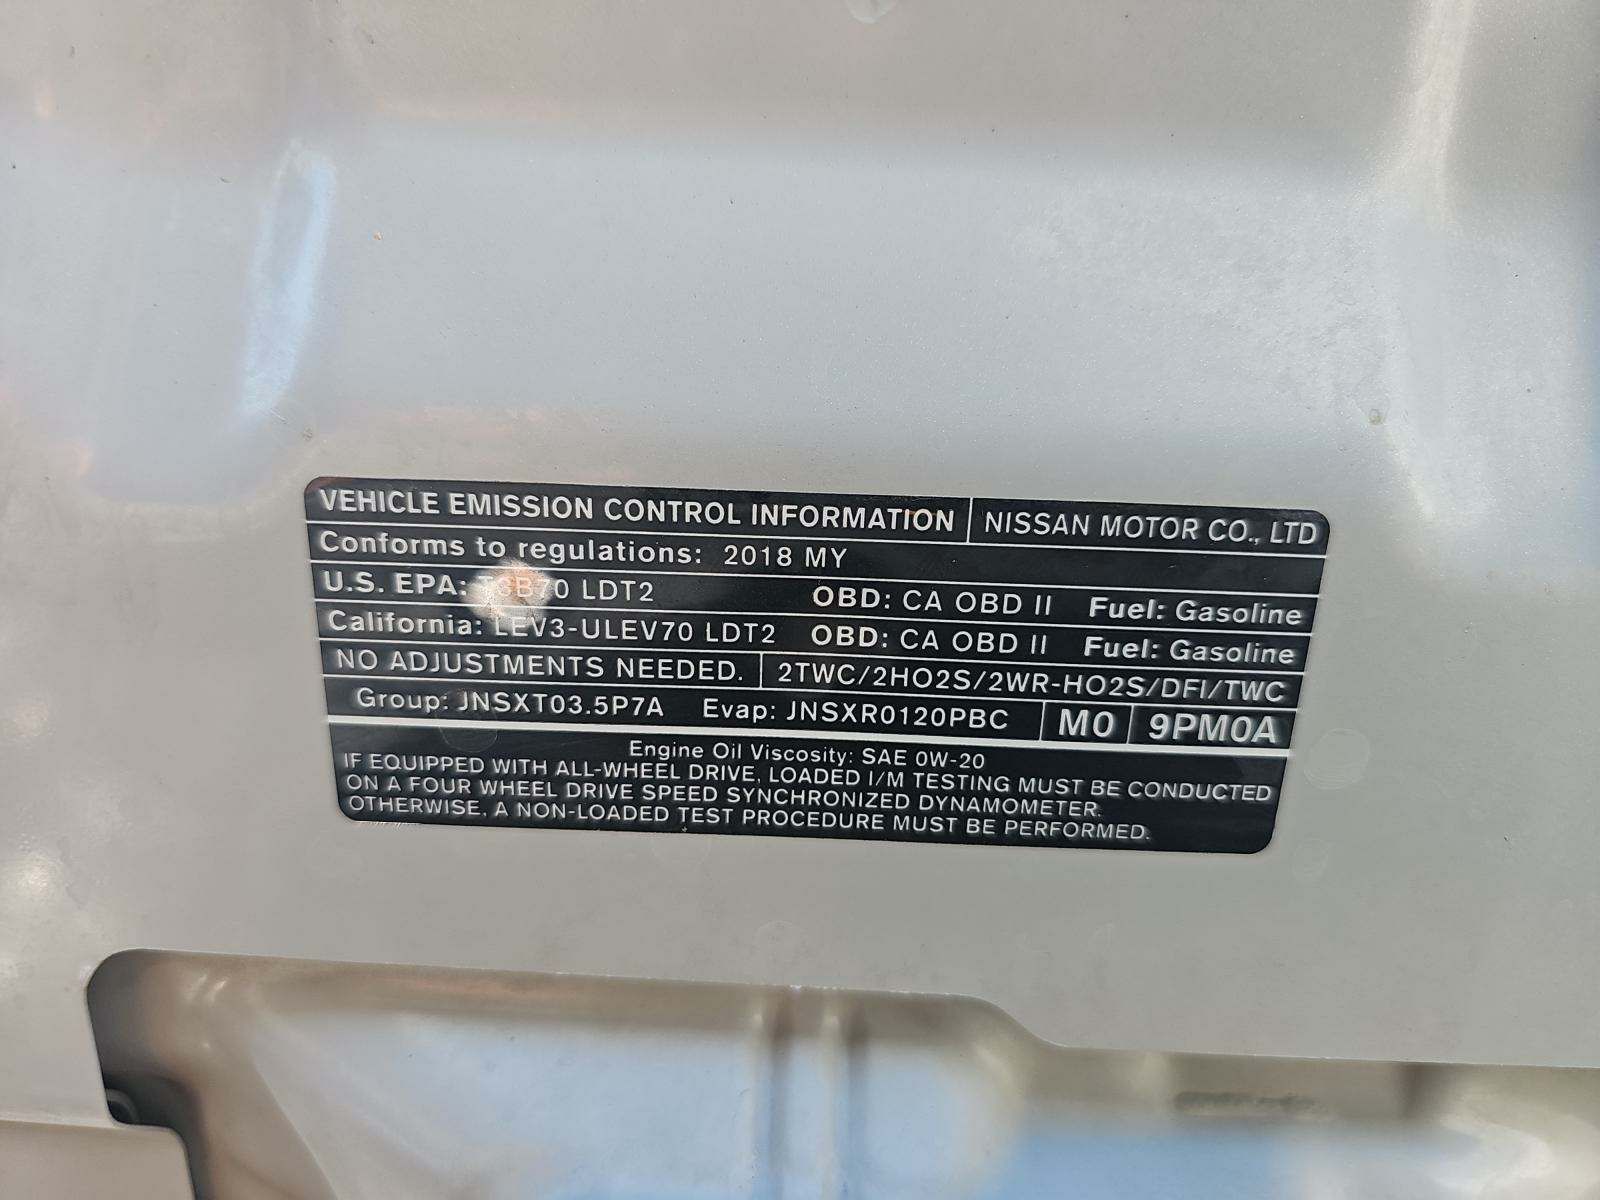 VEHICLE EMISSION CONTROL INFORMATION NISSAN MOTOR CO., LTD
Conforms to regulations: 2018 MY
U.S. EPA: T3B70 LDT2 OBD: CA OBD II Fuel: Gasoline
California: LEV3-ULEV70 LDT2 OBD: CA OBD II Fuel: Gasoline
NO ADJUSTMENTS NEEDED. 2TWC/2HO2S/2WR-HO2S/DFI/TWC
Group: JNSXT03.5P7A Evap: JNSXR0120PBC M0 9PM0A
Engine Oil Viscosity: SAE 0W-20
IF EQUIPPED WITH ALL-WHEEL DRIVE, LOADED I/M TESTING MUST BE CONDUCTED
ON A FOUR WHEEL DRIVE SPEED SYNCHRONIZED DYNAMOMETER.
OTHERWISE, A NON-LOADED TEST PROCEDURE MUST BE PERFORMED.